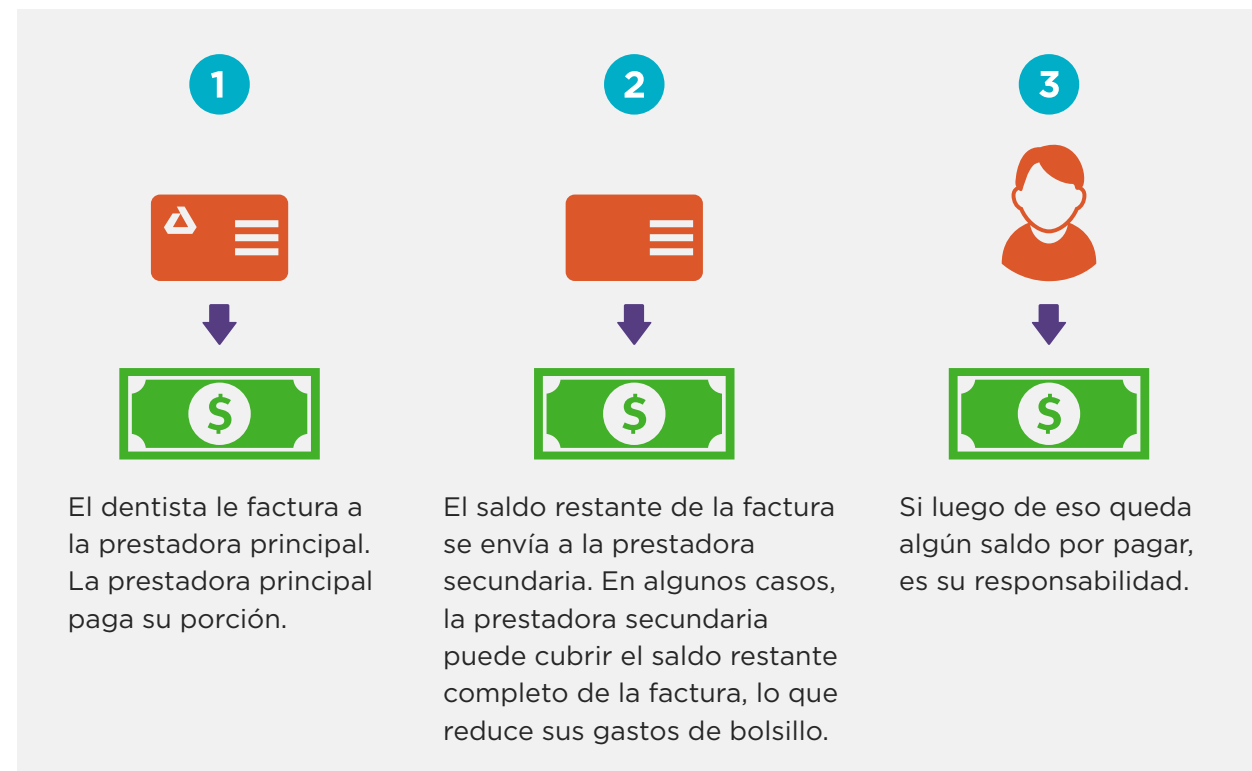 1
El dentista le factura a
la prestadora principal.
La prestadora principal
paga su porción.
2
El saldo restante de la factura
se envía a la prestadora
secundaria. En algunos casos,
la prestadora secundaria
puede cubrir el saldo restante
completo de la factura, lo que
reduce sus gastos de bolsillo.
3
Si luego de eso queda
algún saldo por pagar,
es su responsabilidad.
$
$
$